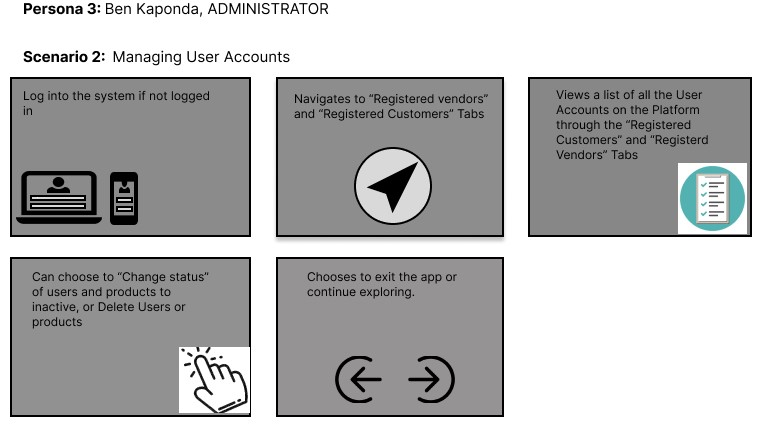 Persona 3: Ben Kaponda, ADMINISTRATOR
Scenario 2: Managing User Accounts
Log into the system if not logged
in
Navigates to “Registered vendors”
and “Registered Customers” Tabs
Views a list of all the User
Accounts on the Platform
through the “Registered
Customers” and “Registerd
Vendors” Tabs
Can choose to “Change status”
of users and products to
inactive, or Delete Users or
products
Chooses to exit the app or
continue exploring.